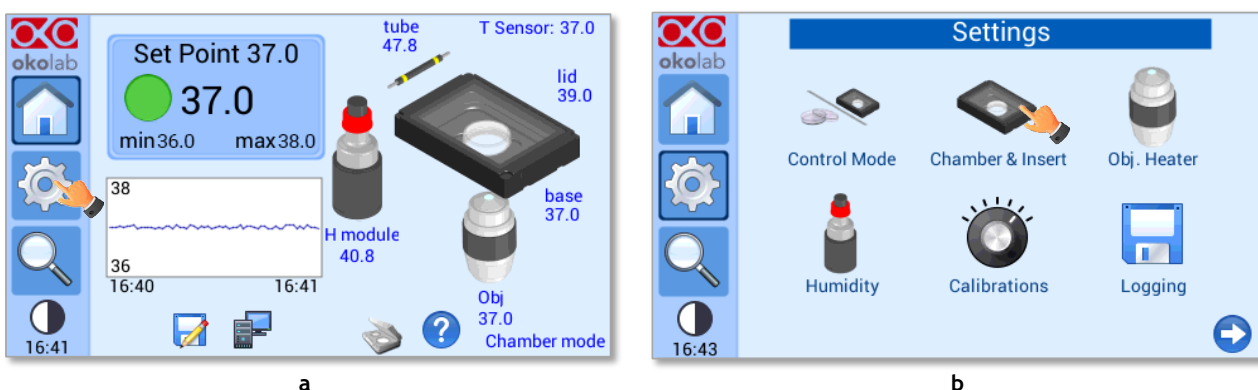 okolab
Set Point 37.0
37.0
min36.0 max38.0
tube
47.8
T Sensor: 37.0
lid
39.0
base
37.0
H module
40.8
Obj
37.0
Chamber mode
38
36
16:40 16:41
?
16:41
a
okolab
Settings
Control Mode Chamber & Insert Obj. Heater
Humidity Calibrations Logging
16:43
b